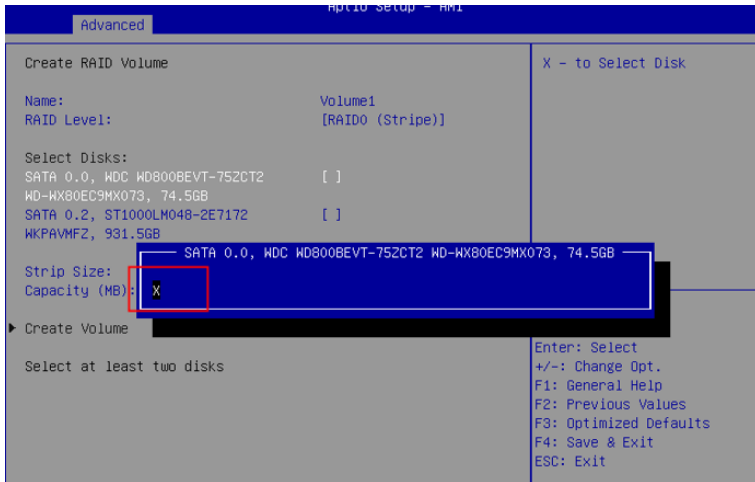 Aptio Setup - AMI
Advanced
Create RAID Volume
Name: Volume1
RAID Level: [RAID0 (Stripe)]
Select Disks:
SATA 0.0, WDC WD800BEVT-75ZCT2 [ ]
WD-WX80EC9MX073, 74.5GB
SATA 0.2, ST1000LM048-2E7172 [ ]
WKPAVMFZ, 931.5GB
Strip Size:
Capacity (MB):
SATA 0.0, WDC WD800BEVT-75ZCT2 WD-WX80EC9MX073, 74.5GB
X
Create Volume
Select at least two disks
X - to Select Disk
Enter: Select
+/-: Change Opt.
F1: General Help
F2: Previous Values
F3: Optimized Defaults
F4: Save & Exit
ESC: Exit